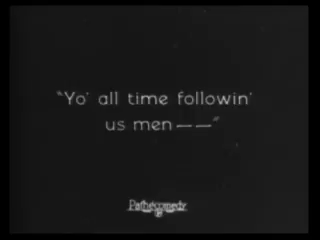 "Yo' all time followin'
us men — —"
Pathécomedy